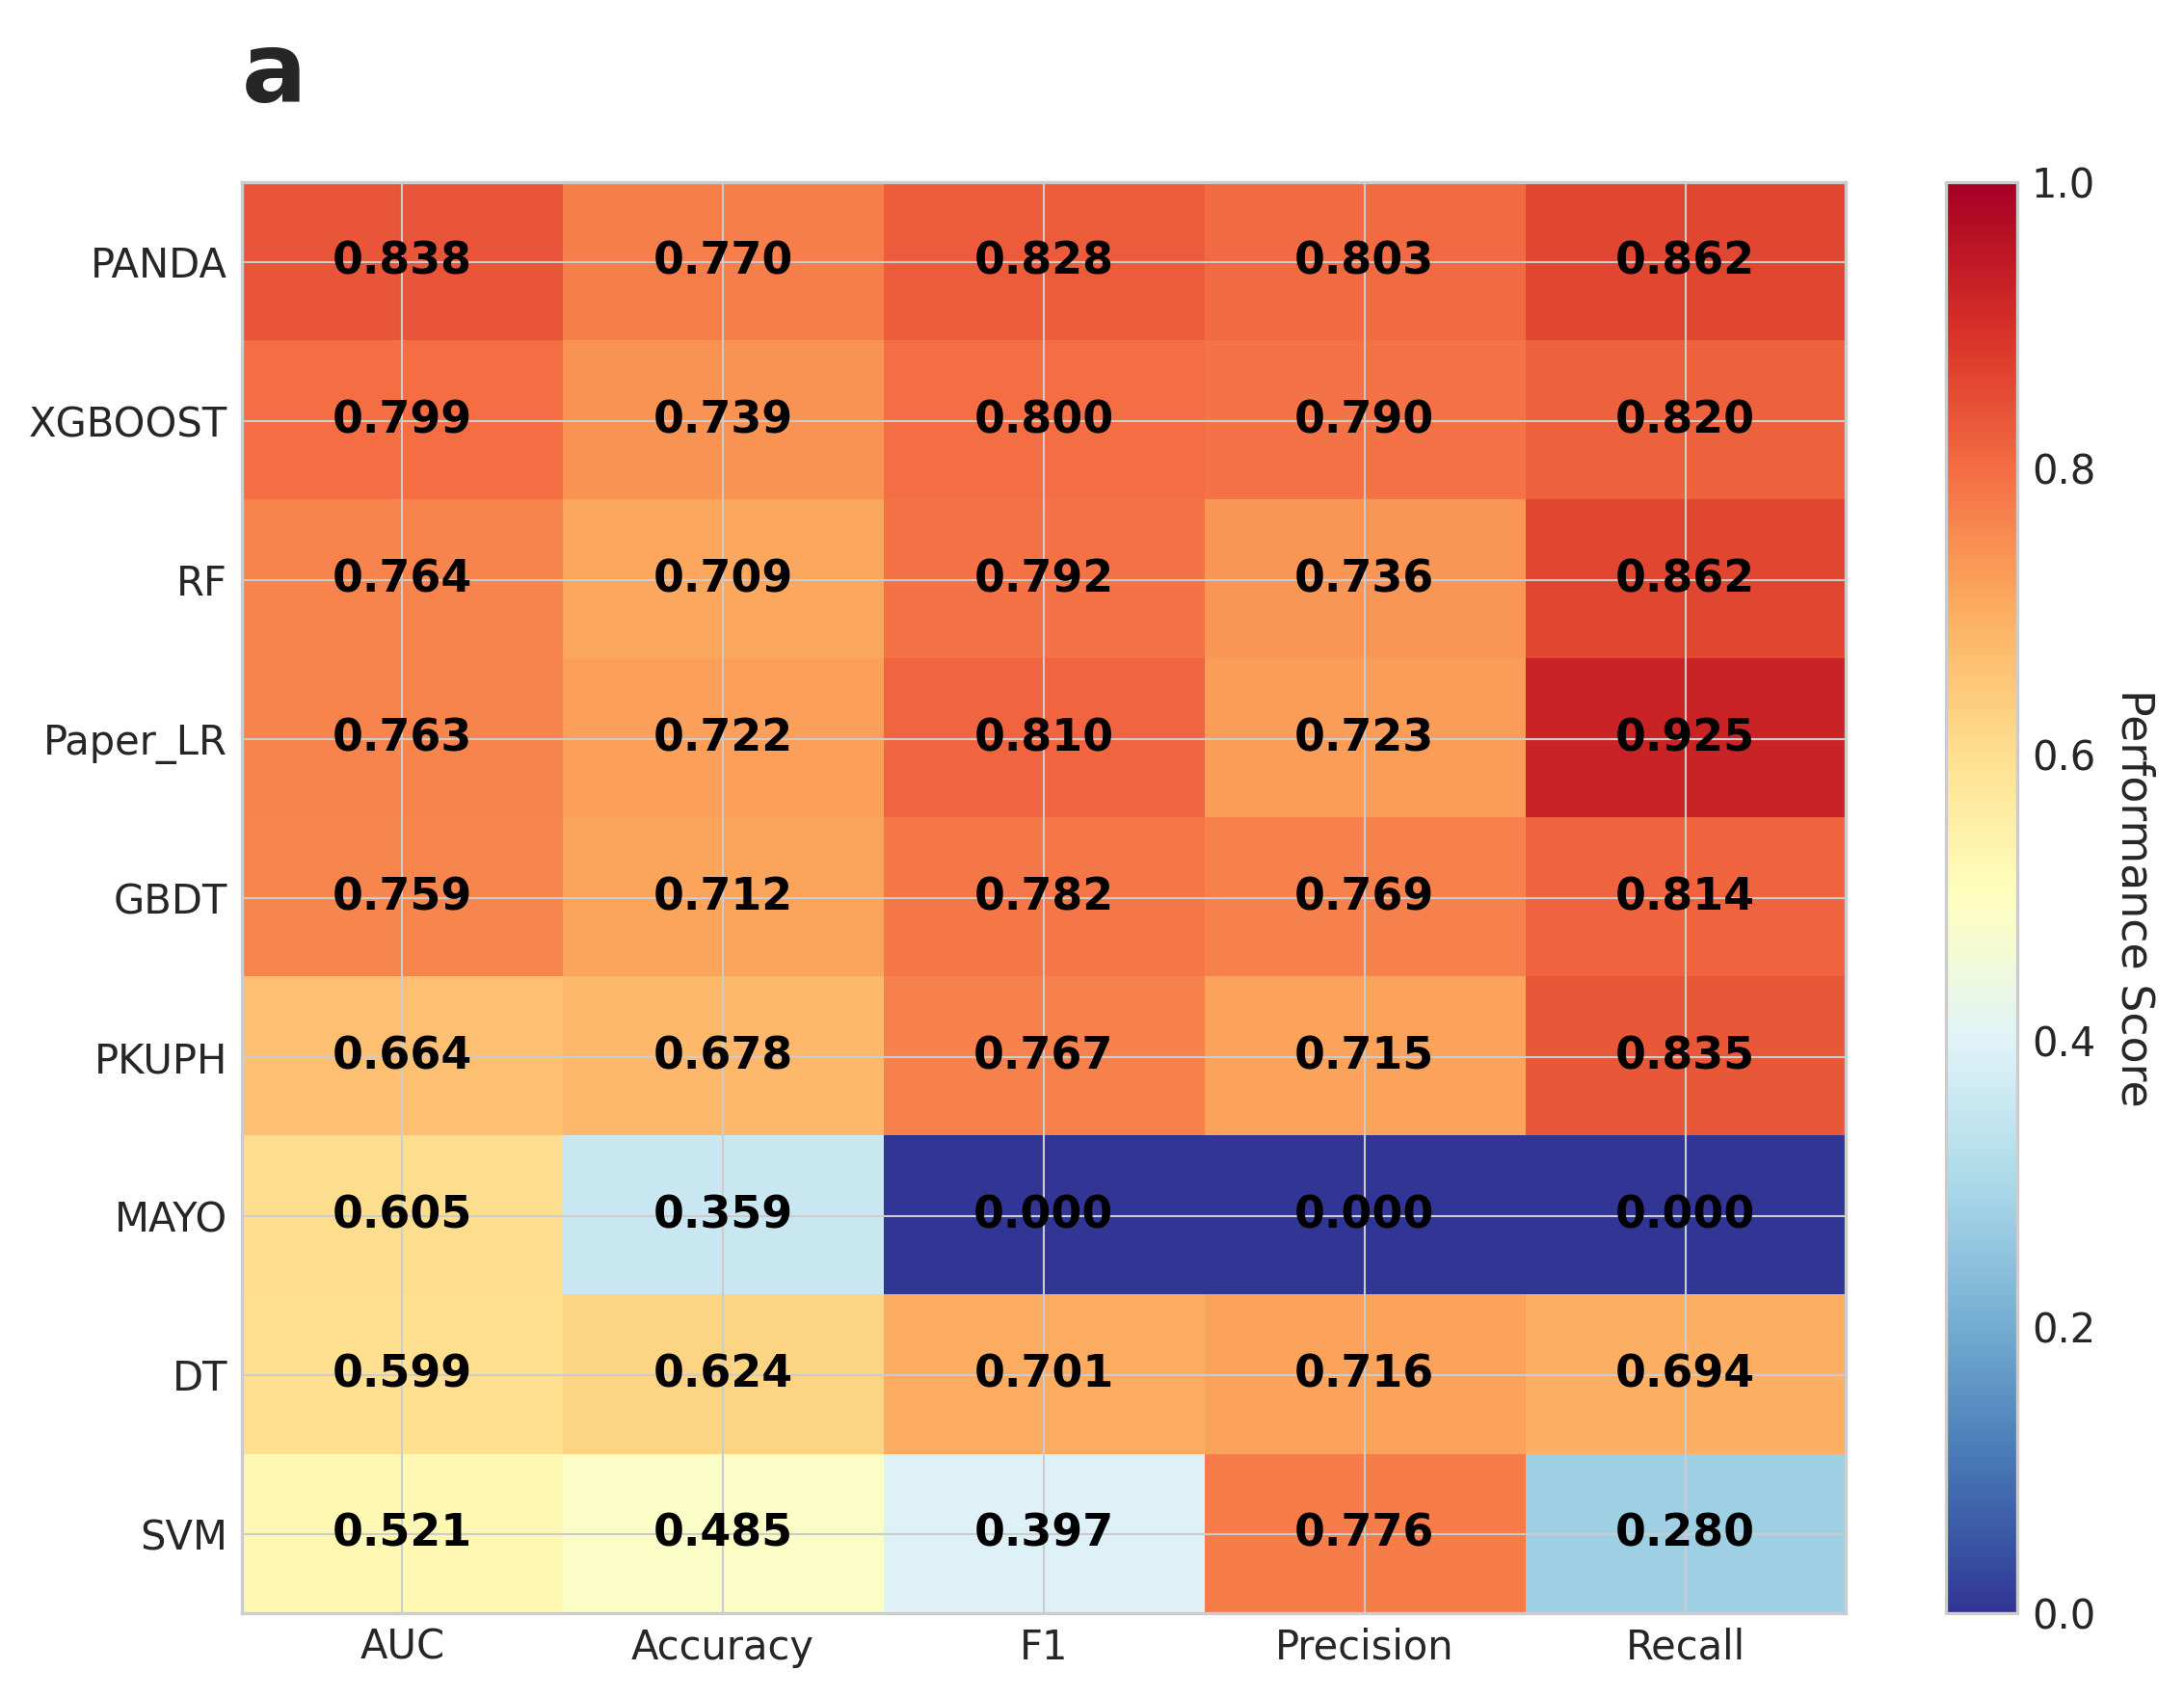 a
PANDA 0.838 0.770 0.828 0.803 0.862
XGBOOST 0.799 0.739 0.800 0.790 0.820
RF 0.764 0.709 0.792 0.736 0.862
Paper_LR 0.763 0.722 0.810 0.723 0.925
GBDT 0.759 0.712 0.782 0.769 0.814
PKUPH 0.664 0.678 0.767 0.715 0.835
MAYO 0.605 0.359 0.000 0.000 0.000
DT 0.599 0.624 0.701 0.716 0.694
SVM 0.521 0.485 0.397 0.776 0.280
AUC Accuracy F1 Precision Recall
1.0
0.8
0.6
0.4
0.2
0.0
Performance Score